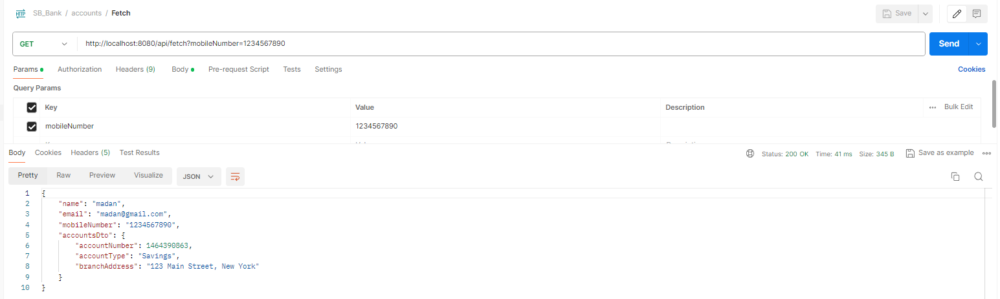 HTTP SB_Bank / accounts / Fetch Save
GET http://localhost:8080/api/fetch?mobileNumber=1234567890 Send
Params Authorization Headers (9) Body Pre-request Script Tests Settings Cookies
Query Params
Key Value Description ••• Bulk Edit
mobileNumber 1234567890
Body Cookies Headers (5) Test Results Status: 200 OK Time: 41 ms Size: 345 B Save as example
Pretty Raw Preview Visualize JSON
1 {
2 "name": "madan",
3 "email": "madan@gmail.com",
4 "mobileNumber": "1234567890",
5 "accountsDto": {
6 "accountNumber": 1464390863,
7 "accountType": "Savings",
8 "branchAddress": "123 Main Street, New York"
9 }
10 }